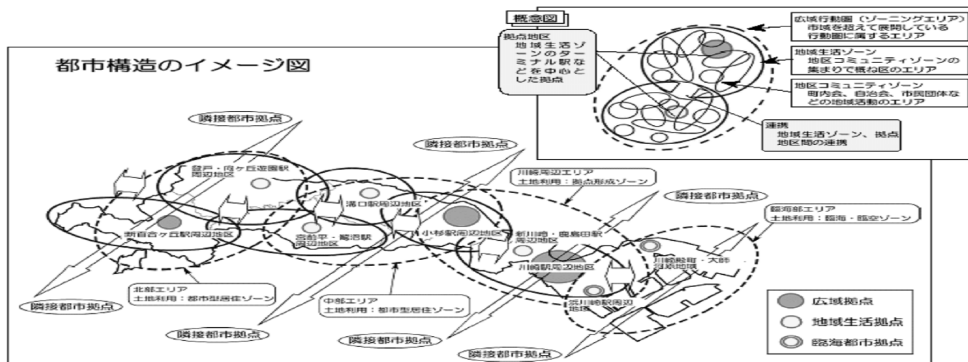 概念図
拠点地区
地域生活ゾ
ーンのター
ミナル駅な
どを中心と
した拠点
広域行動圏（ゾーニングエリア）
市域を超えて展開している
行動圏に属するエリア
地域生活ゾーン
地区コミュニティゾーン
の集まりで概ね区のエリア
地区コミュニティゾーン
町内会、自治会、市民団体な
どの地域活動のエリア
連携
地域生活ゾーン、拠点
地区間の連携
都市構造のイメージ図
隣接都市拠点
隣接都市拠点
隣接都市拠点
登戸・向ヶ丘遊園駅
周辺地区
溝口駅周辺地区
川崎周辺エリア
土地利用：拠点形成ゾーン
臨海部エリア
土地利用：臨海・臨空ゾーン
新百合ヶ丘駅周辺地区
宮前平・鷺沼駅
周辺地区
小杉駅周辺地区
新川崎・鹿島田駅
周辺地区
川崎駅周辺地区
川崎殿町・大師
河原地域
浜川崎駅周辺
地域
北部エリア
土地利用：都市型居住ゾーン
中部エリア
土地利用：都市型居住ゾーン
隣接都市拠点
隣接都市拠点
隣接都市拠点
隣接都市拠点
広域拠点
地域生活拠点
臨海都市拠点